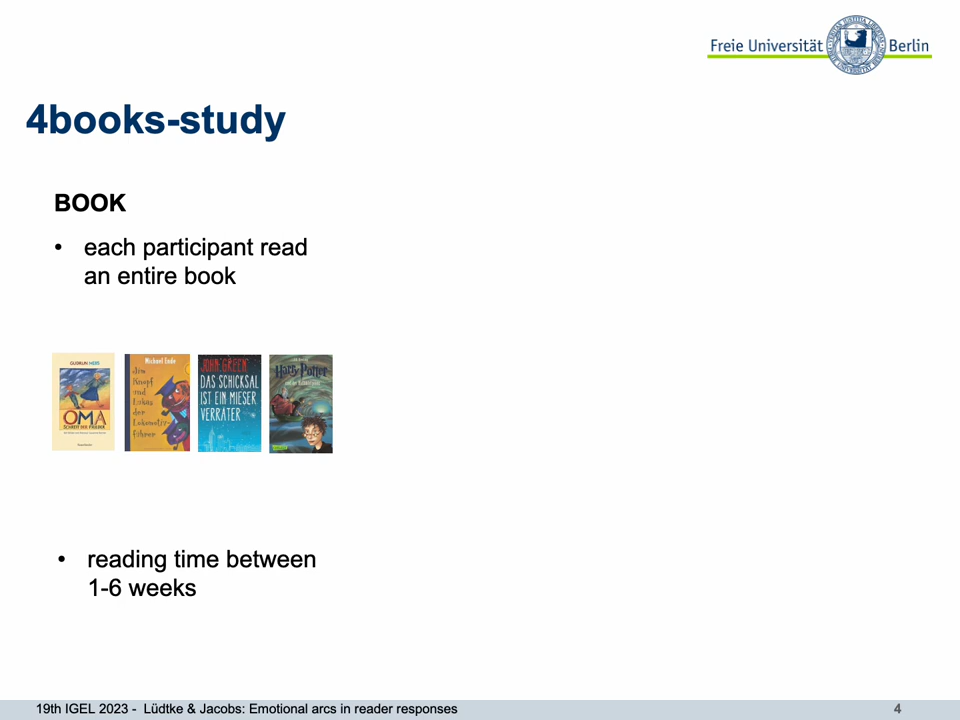 Freie Universität Berlin
4books-study
BOOK
• each participant read
an entire book
GUDRUN MEBS
OMA
SCHREIT DER FRIEDER
Michael Ende
Jim
Knopf
und
Lukas
der
Lokomotiv-
führer
JOHN GREEN
DAS SCHICKSAL
IST EIN MIESER
VERRÄTER
Harry Potter
• reading time between
1-6 weeks
19th IGEL 2023 - Lüdtke & Jacobs: Emotional arcs in reader responses
4